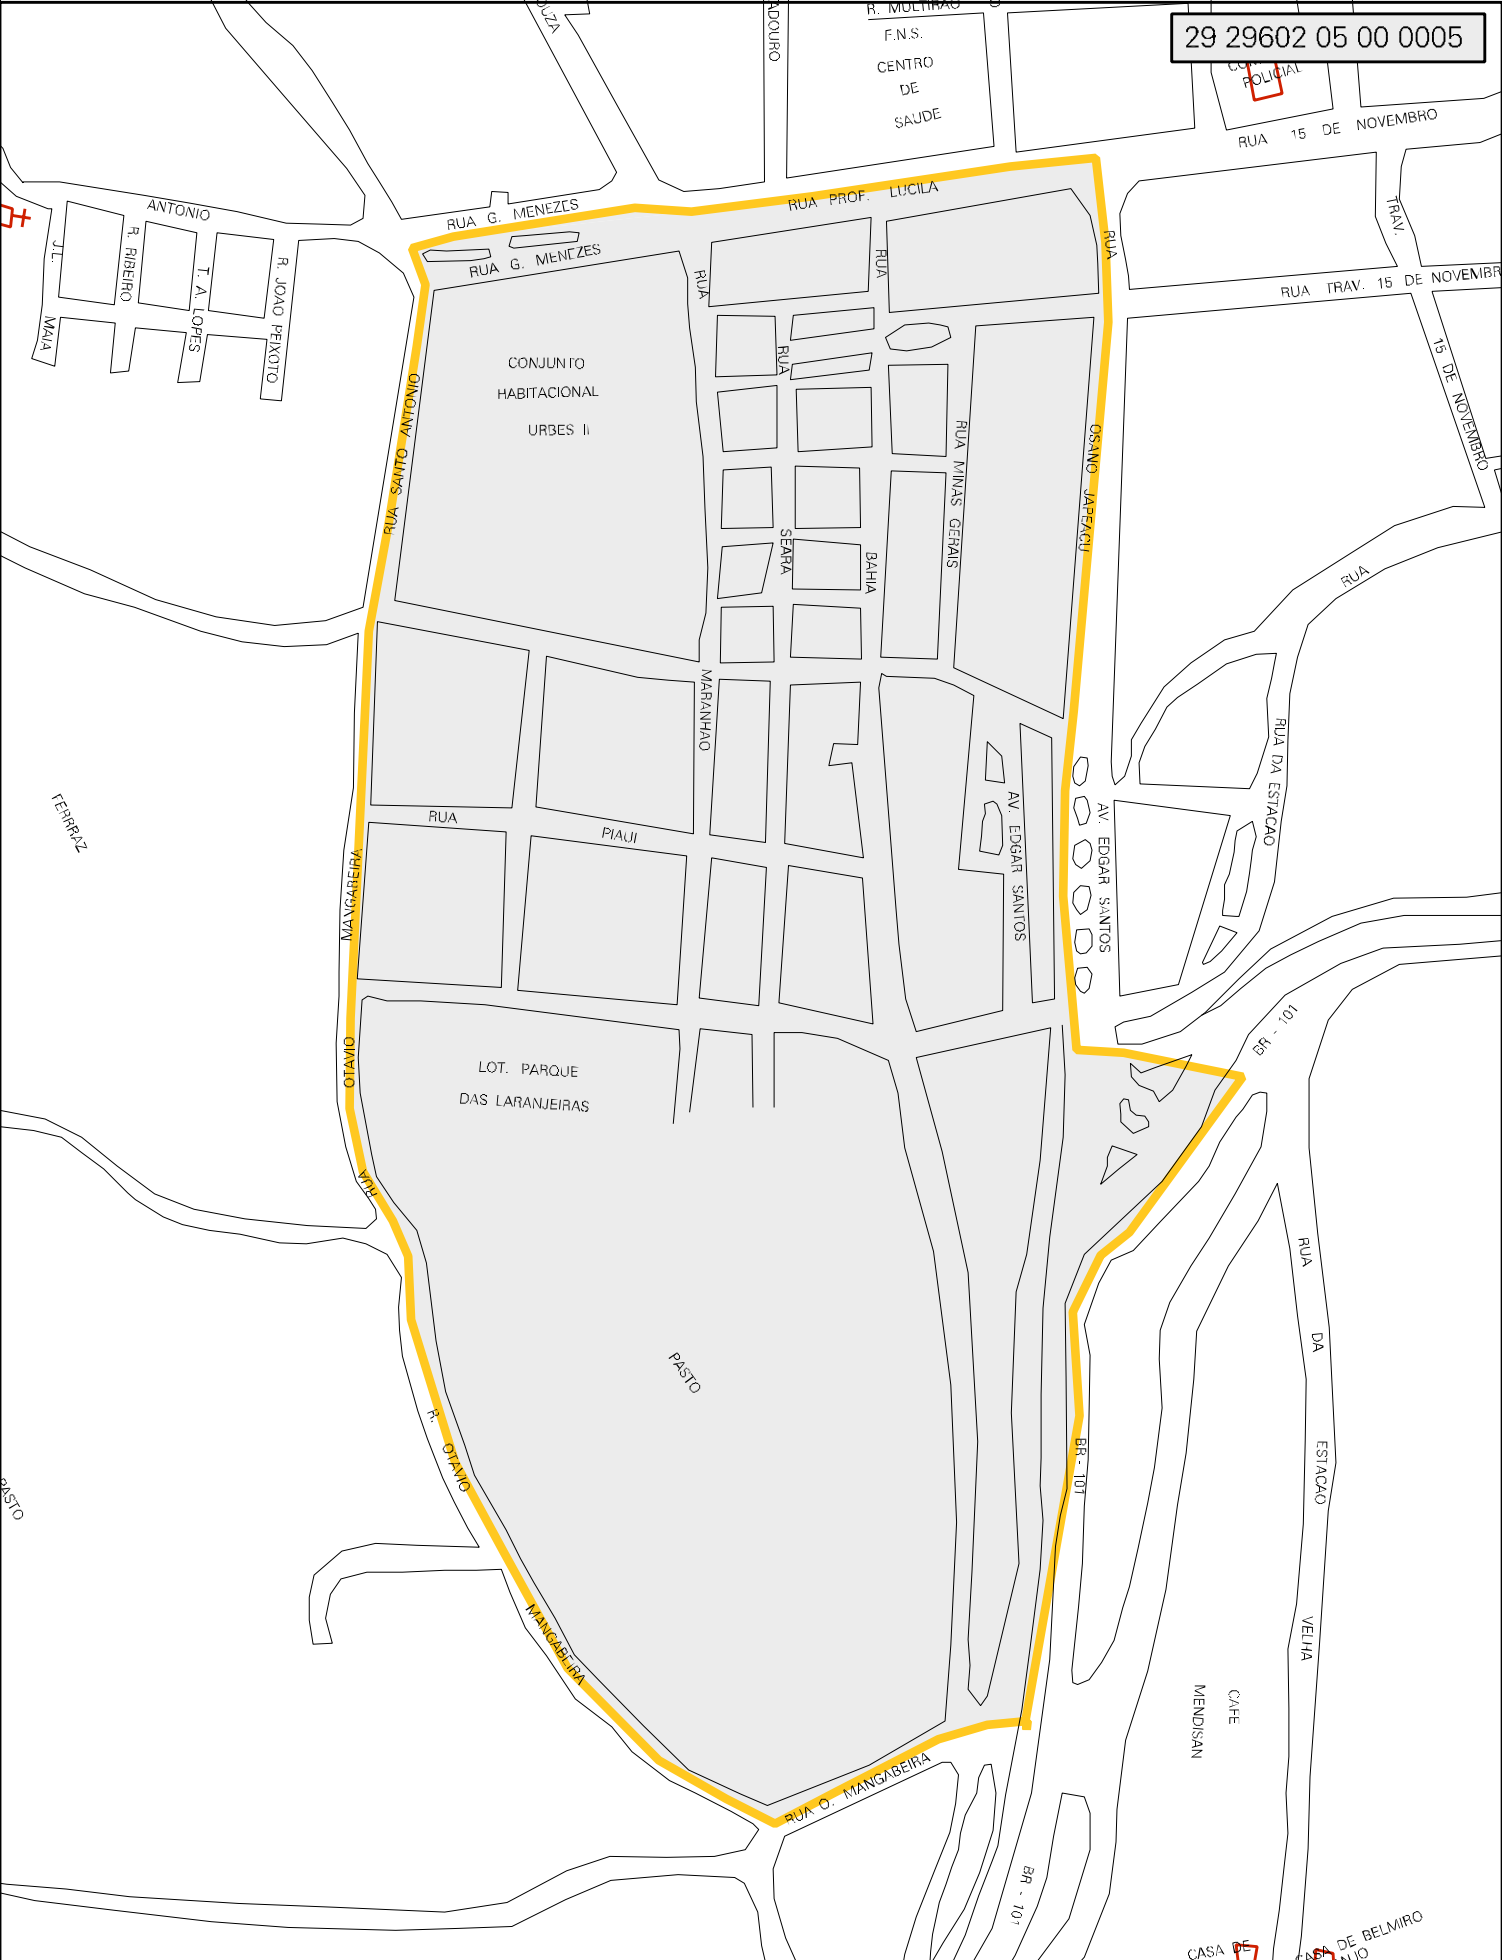 R. MULTIRAO
F.N.S.
CENTRO
DE
SAUDE
ADOURO
29 29602 05 00 0005
POLICIAL
RUA 15 DE NOVEMBRO
ANTONIO
RUA G. MENEZES
RUA PROF. LUCILA
RUA G. MENEZES
J.L.
MAIA
R. RIBEIRO
T. A. LOPES
R. JOAO PEIXOTO
RUA
RUA
RUA
TRAV.
RUA TRAV. 15 DE NOVEMBR
15 DE NOVEMBRO
CONJUNTO
HABITACIONAL
URBES II
RUA
RUA SANTO ANTONIO
RUA MINAS GERAIS
OSANO JAPEACU
SEARA
BAHIA
RUA
MARANHAO
RUA DA ESTACAO
FERRRAZ
RUA
PIAUI
AV. EDGAR SANTOS
AV. EDGAR SANTOS
MANGABEIRA
OTAVIO
RUA
BR - 101
LOT. PARQUE
DAS LARANJEIRAS
PASTO
RUA
DA
ESTACAO
VELHA
R. OTAVIO
MANGABEIRA
BR - 101
PASTO
CAFE
MENDISAN
RUA O. MANGABEIRA
BR - 101
CASA DE
CASA DE BELMIRO